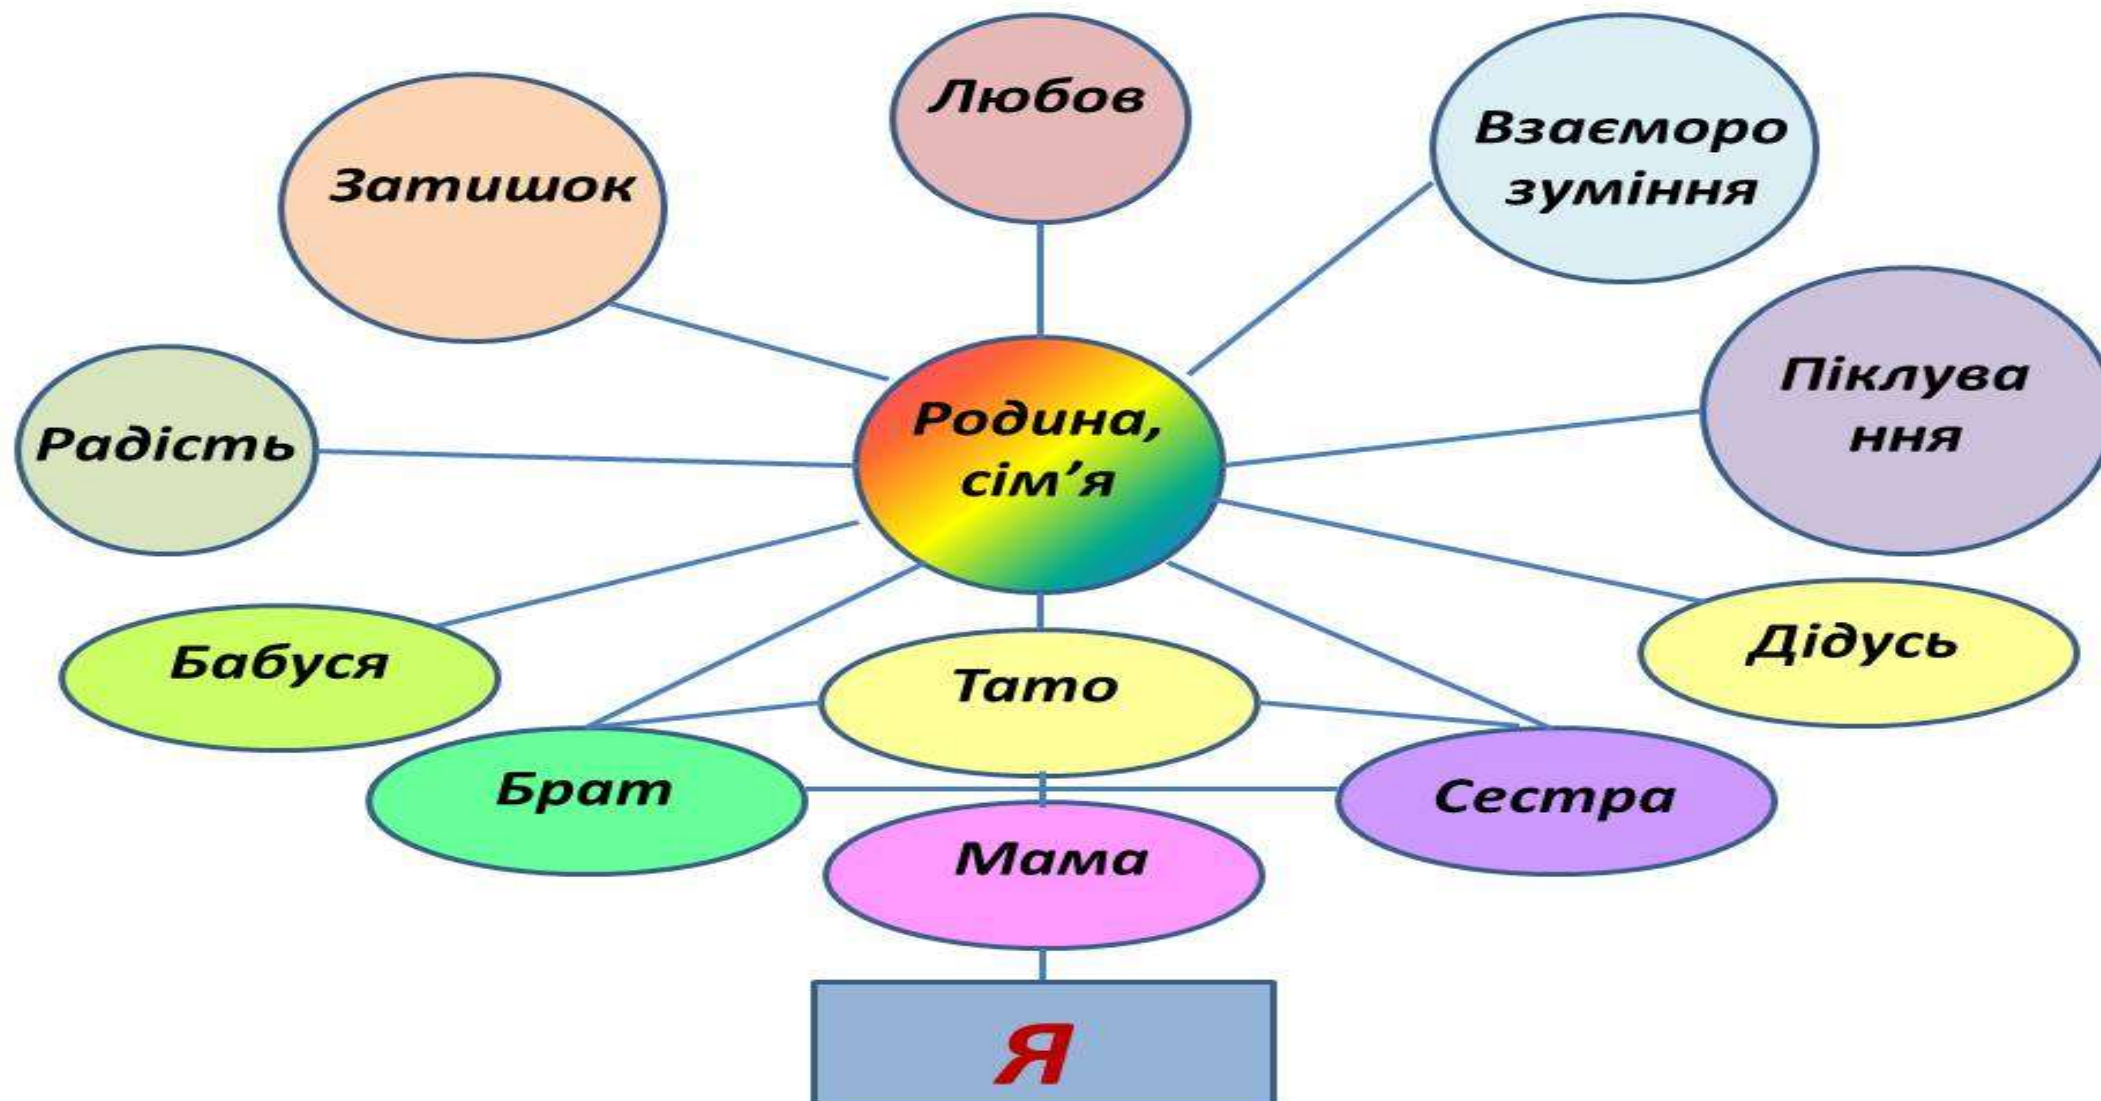 Любов
Взаєморо
зуміння
Затишок
Піклува
ння
Родина,
сім’я
Радість
Бабуся
Дідусь
Тато
Брат
Сестра
Мама
Я